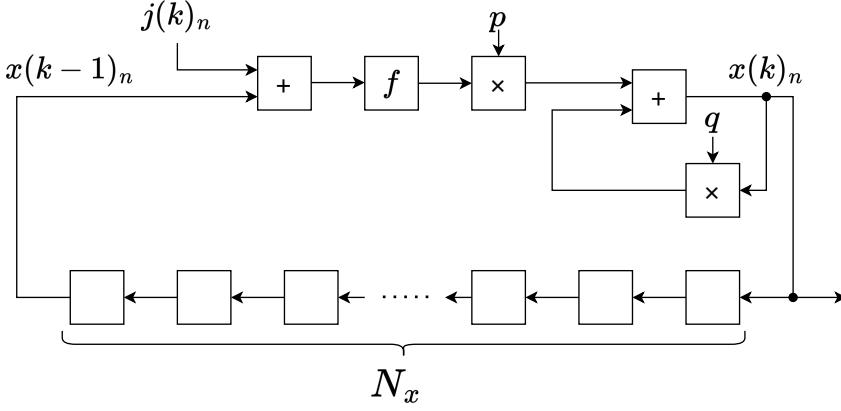 j(k)_n
p
x(k − 1)_n
+
f
×
+
x(k)_n
q
×
·····
N_x